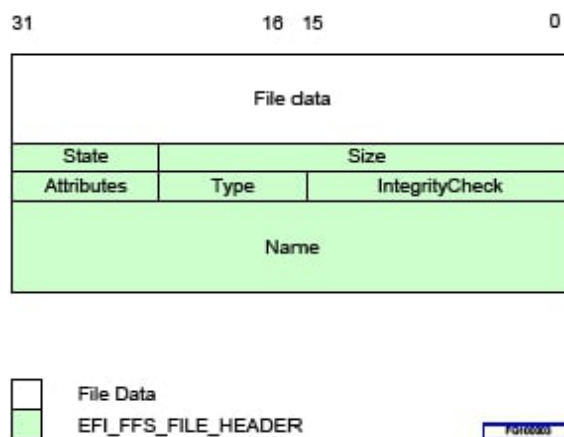 31 16 15 0
File data
State Size
Attributes Type IntegrityCheck
Name
File Data
EFI_FFS_FILE_HEADER